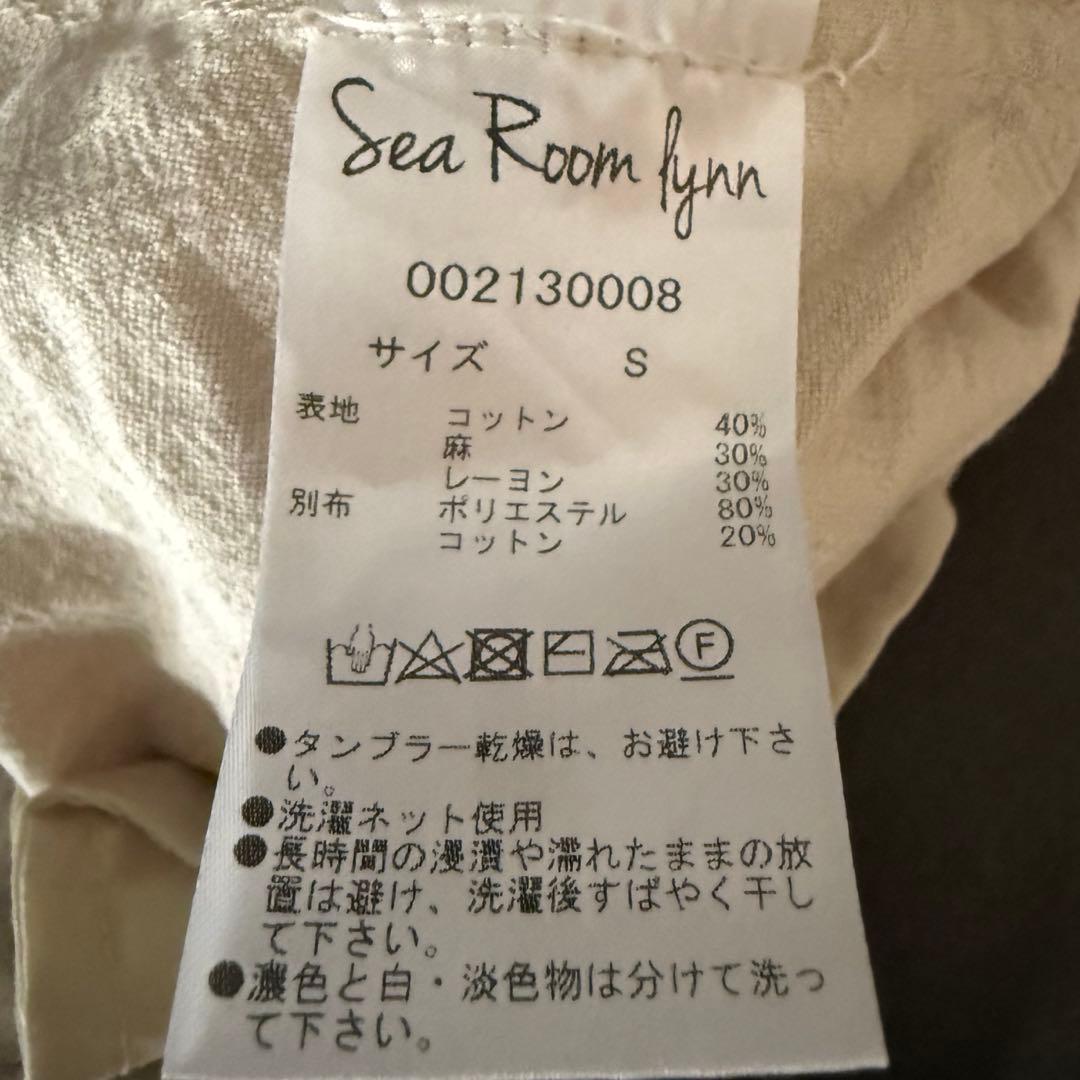 Sea Room lynn
002130008
サイズ S
表地 コットン 40%
麻 30%
レーヨン 30%
別布 ポリエステル 80%
コットン 20%
F
●タンブラー乾燥は、お避け下さ
い。
●洗濯ネット使用
●長時間の浸漬や濡れたままの放
置は避け、洗濯後すばやく干し
て下さい。
●濃色と白・淡色物は分けて洗っ
て下さい。